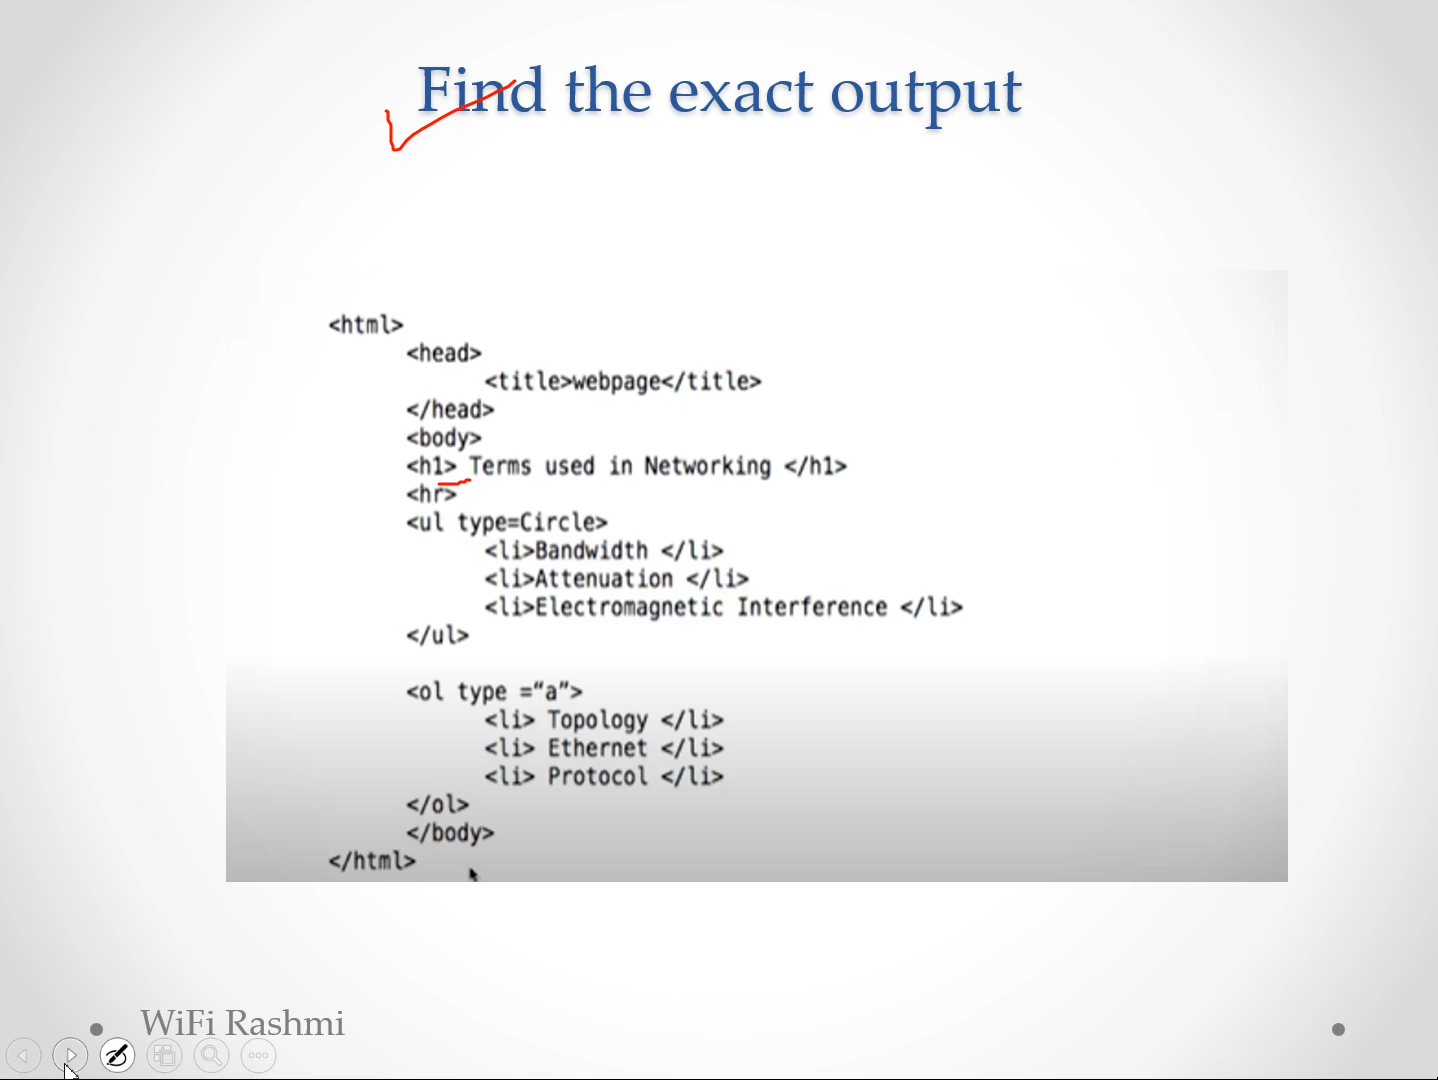 Find the exact output
<html>
<head>
<title>webpage</title>
</head>
<body>
<h1> Terms used in Networking </h1>
<hr>
<ul type=Circle>
<li>Bandwidth </li>
<li>Attenuation </li>
<li>Electromagnetic Interference </li>
</ul>
<ol type =“a”>
<li> Topology </li>
<li> Ethernet </li>
<li> Protocol </li>
</ol>
</body>
</html>
WiFi Rashmi